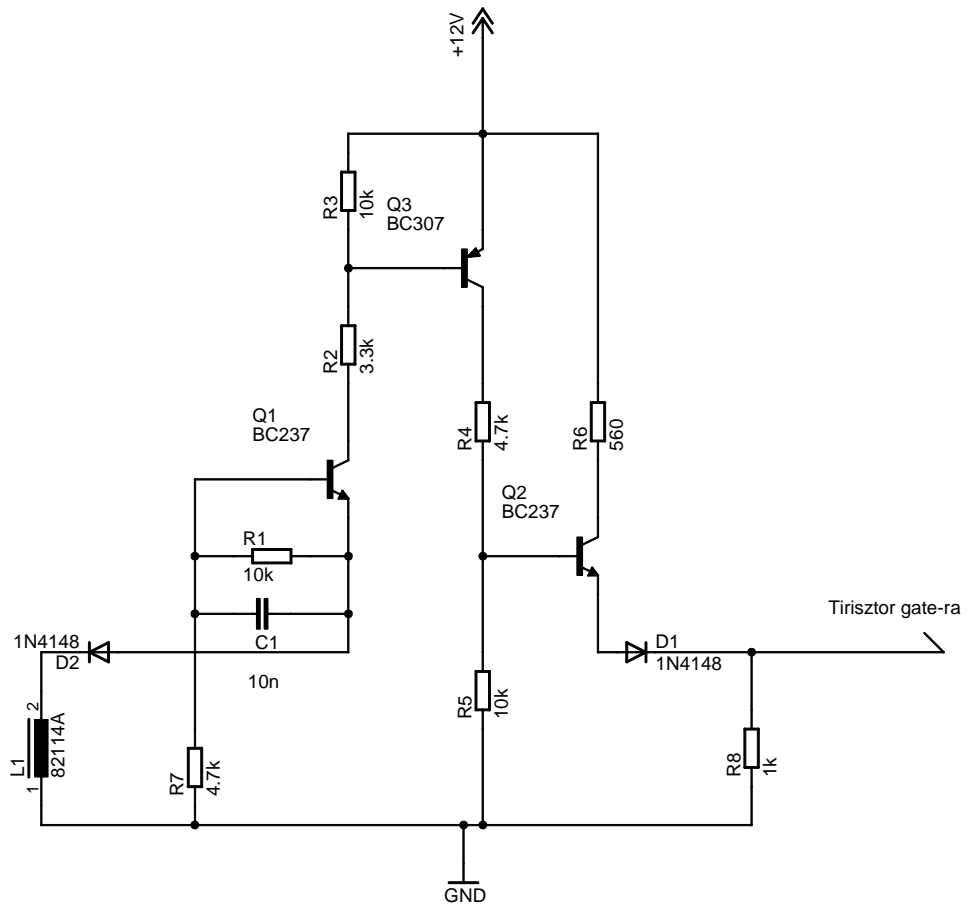 +12V
R3
10k
Q3
BC307
R2
3.3k
Q1
BC237
R4
4.7k
R6
560
Q2
BC237
R1
10k
C1
10n
1N4148
D2
L1
82114A
1
2
R7
4.7k
R5
10k
D1
1N4148
Tirisztor gate-ra
R8
1k
GND